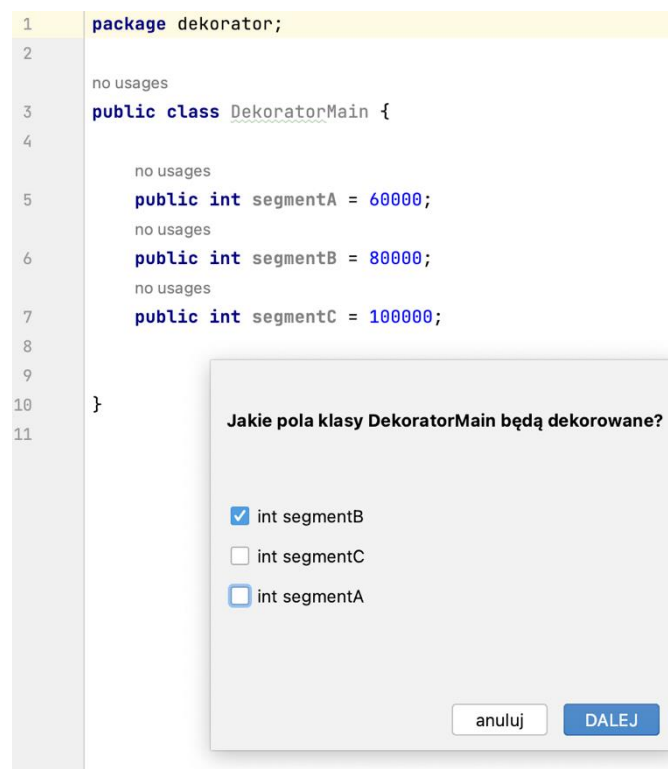 1 package dekorator;
2
no usages
3 public class DekoratorMain {
4
no usages
5 public int segmentA = 60000;
no usages
6 public int segmentB = 80000;
no usages
7 public int segmentC = 100000;
8
9
10 }
11
Jakie pola klasy DekoratorMain będą dekorowane?
int segmentB
int segmentC
int segmentA
anuluj DALEJ